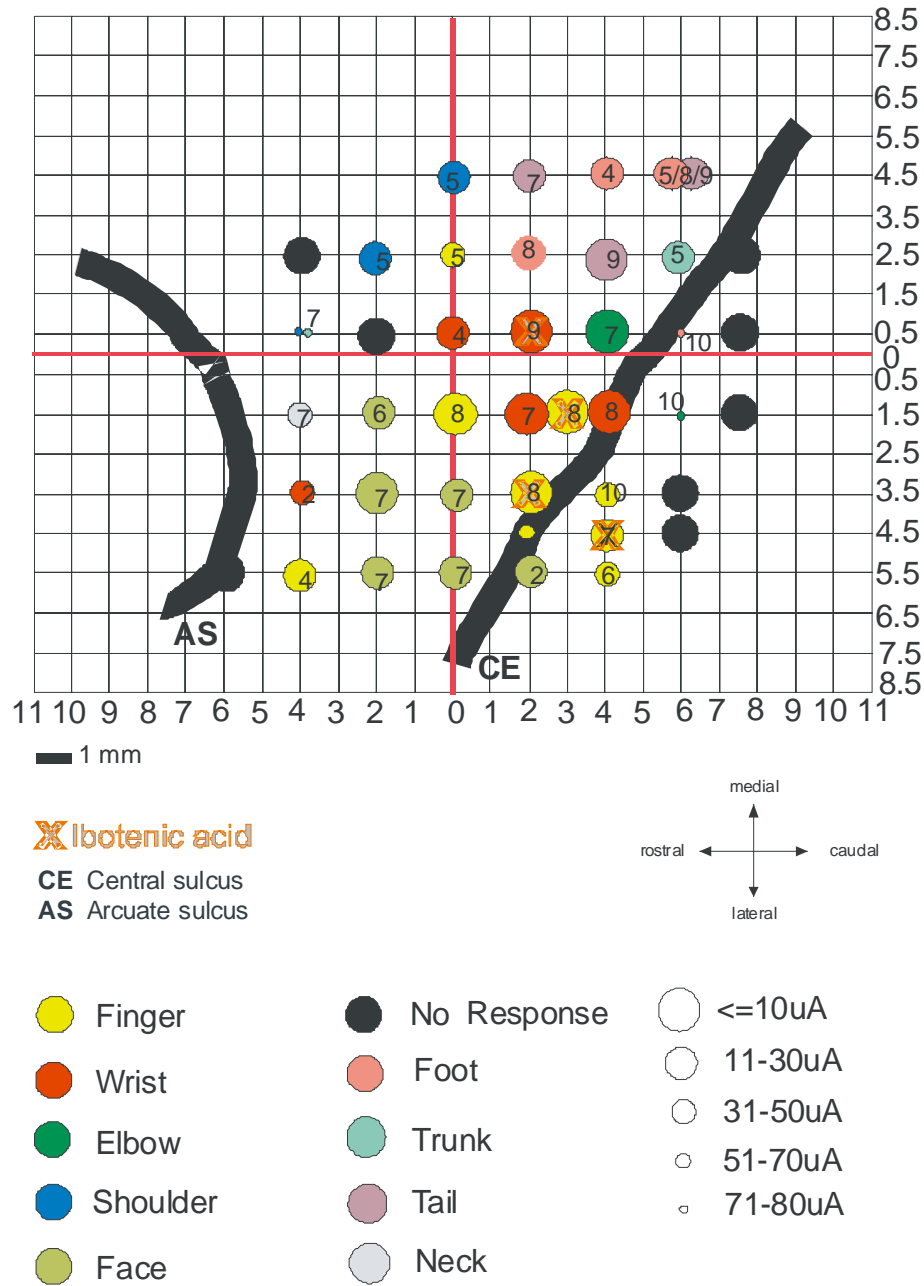 8.5
7.5
6.5
5.5
5 7 4 5/8/9 4.5
3.5
5 5 8 9 5 2.5
1.5
7 4 9 7 10 0.5
0
0.5
7 6 8 7 8 8 10 1.5
2.5
2 7 7 8 10 3.5
7 4.5
4 7 7 2 6 5.5
6.5
AS
7.5
CE
8.5
11 10 9 8 7 6 5 4 3 2 1 0 1 2 3 4 5 6 7 8 9 10 11
1 mm
medial
rostral caudal
lateral
X Ibotenic acid
CE Central sulcus
AS Arcuate sulcus
Finger No Response <=10uA
Wrist Foot 11-30uA
Elbow Trunk 31-50uA
Shoulder Tail 51-70uA
Face Neck 71-80uA